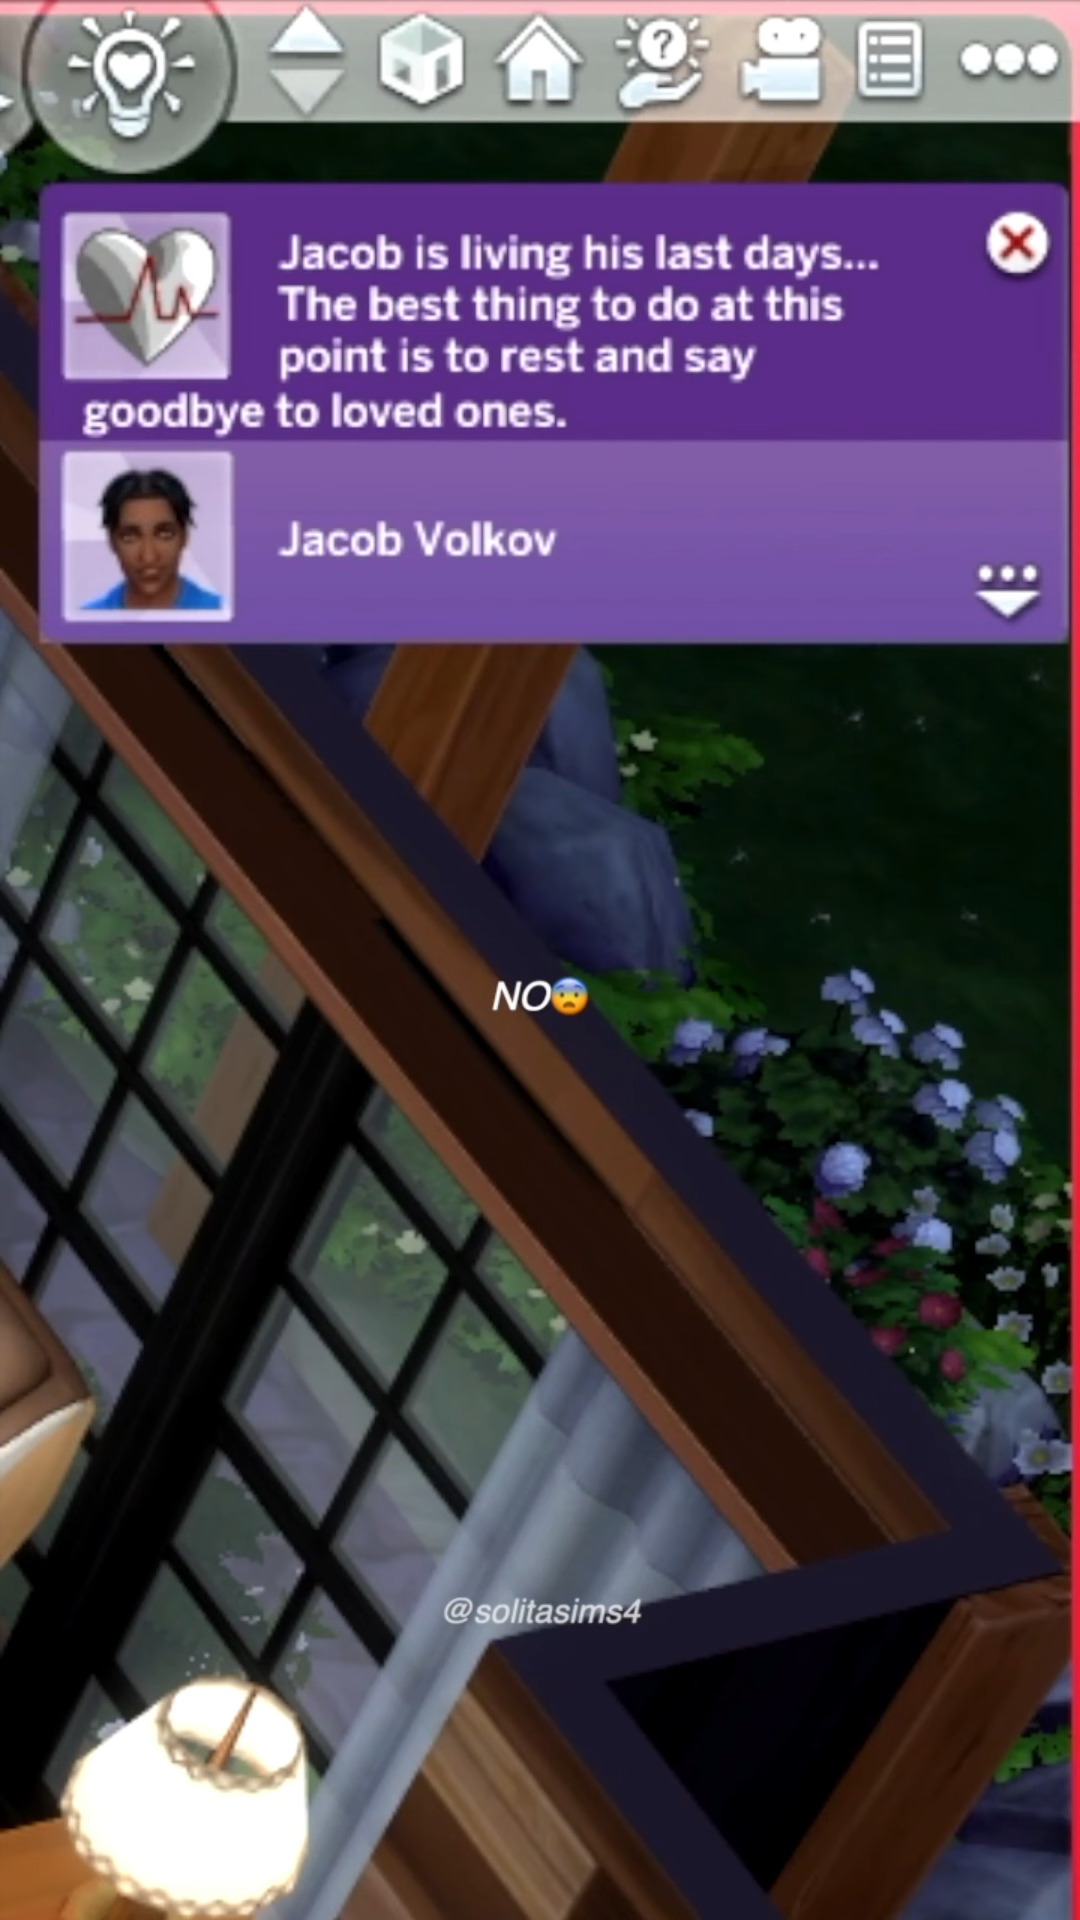 Jacob is living his last days...
The best thing to do at this
point is to rest and say
goodbye to loved ones.
Jacob Volkov
NO😨
@solitasims4